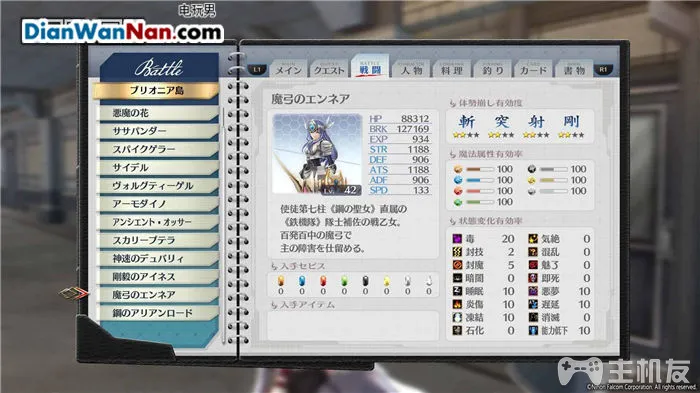 电玩男
DianWanNan.com
Battle
ブリオニア島
悪魔の花
ササパンダー
スパイクゲラー
サイデル
ヴォルグティーゲル
アーモダイノ
アンシエント・オッサー
スカリープテラ
神速のデュバリィ
剛毅のアイネス
魔弓のエンネア
鋼のアリアンロード
L1
メイン
クエスト
BATTLE
戦闘
人物
料理
釣り
カード
書物
R1
魔弓のエンネア
HP 88312
BRK 127169
EXP 934
STR 1188
DEF 906
ATS 1188
ADF 906
SPD 133
Lv 42
使徒第七柱《鋼の聖女》直属の
《鉄機隊》隊士補佐の戦乙女。
百発百中の魔弓で
主の障害を仕留める。
入手セピス
0 0 0 0 0 0 0
入手アイテム
体勢崩し有効度
斬 突 射 剛
魔法属性有効率
100 100
100 100
100 100
100
状態変化有効率
毒 20 気絶 0
封技 2 混乱 0
封魔 5 魅了 0
暗闇 0 即死 0
睡眠 10 悪夢 10
炎傷 10 遅延 10
凍結 10 消滅 0
石化 0 能力低下 10
主机友
©Nihon Falcom Corporation. All rights reserved.